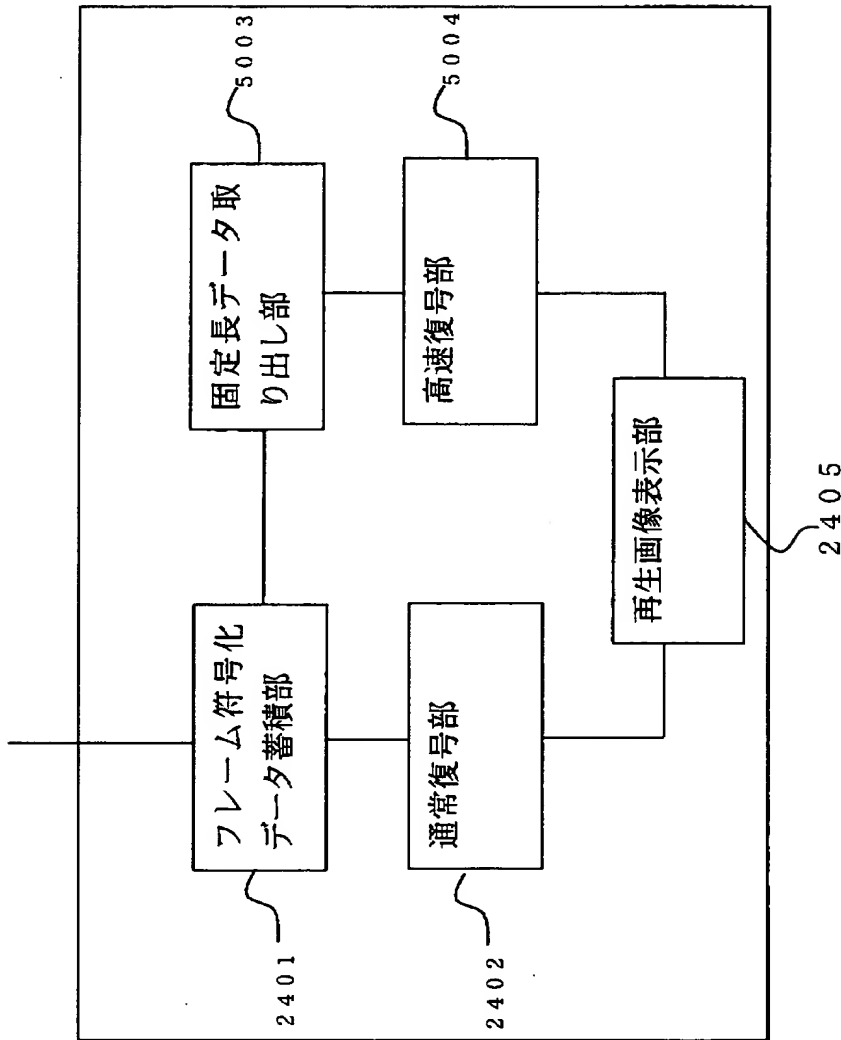 フレーム符号化
データ蓄積部
2401
固定長データ取
り出し部
5003
通常復号部
2402
高速復号部
5004
再生画像表示部
2405